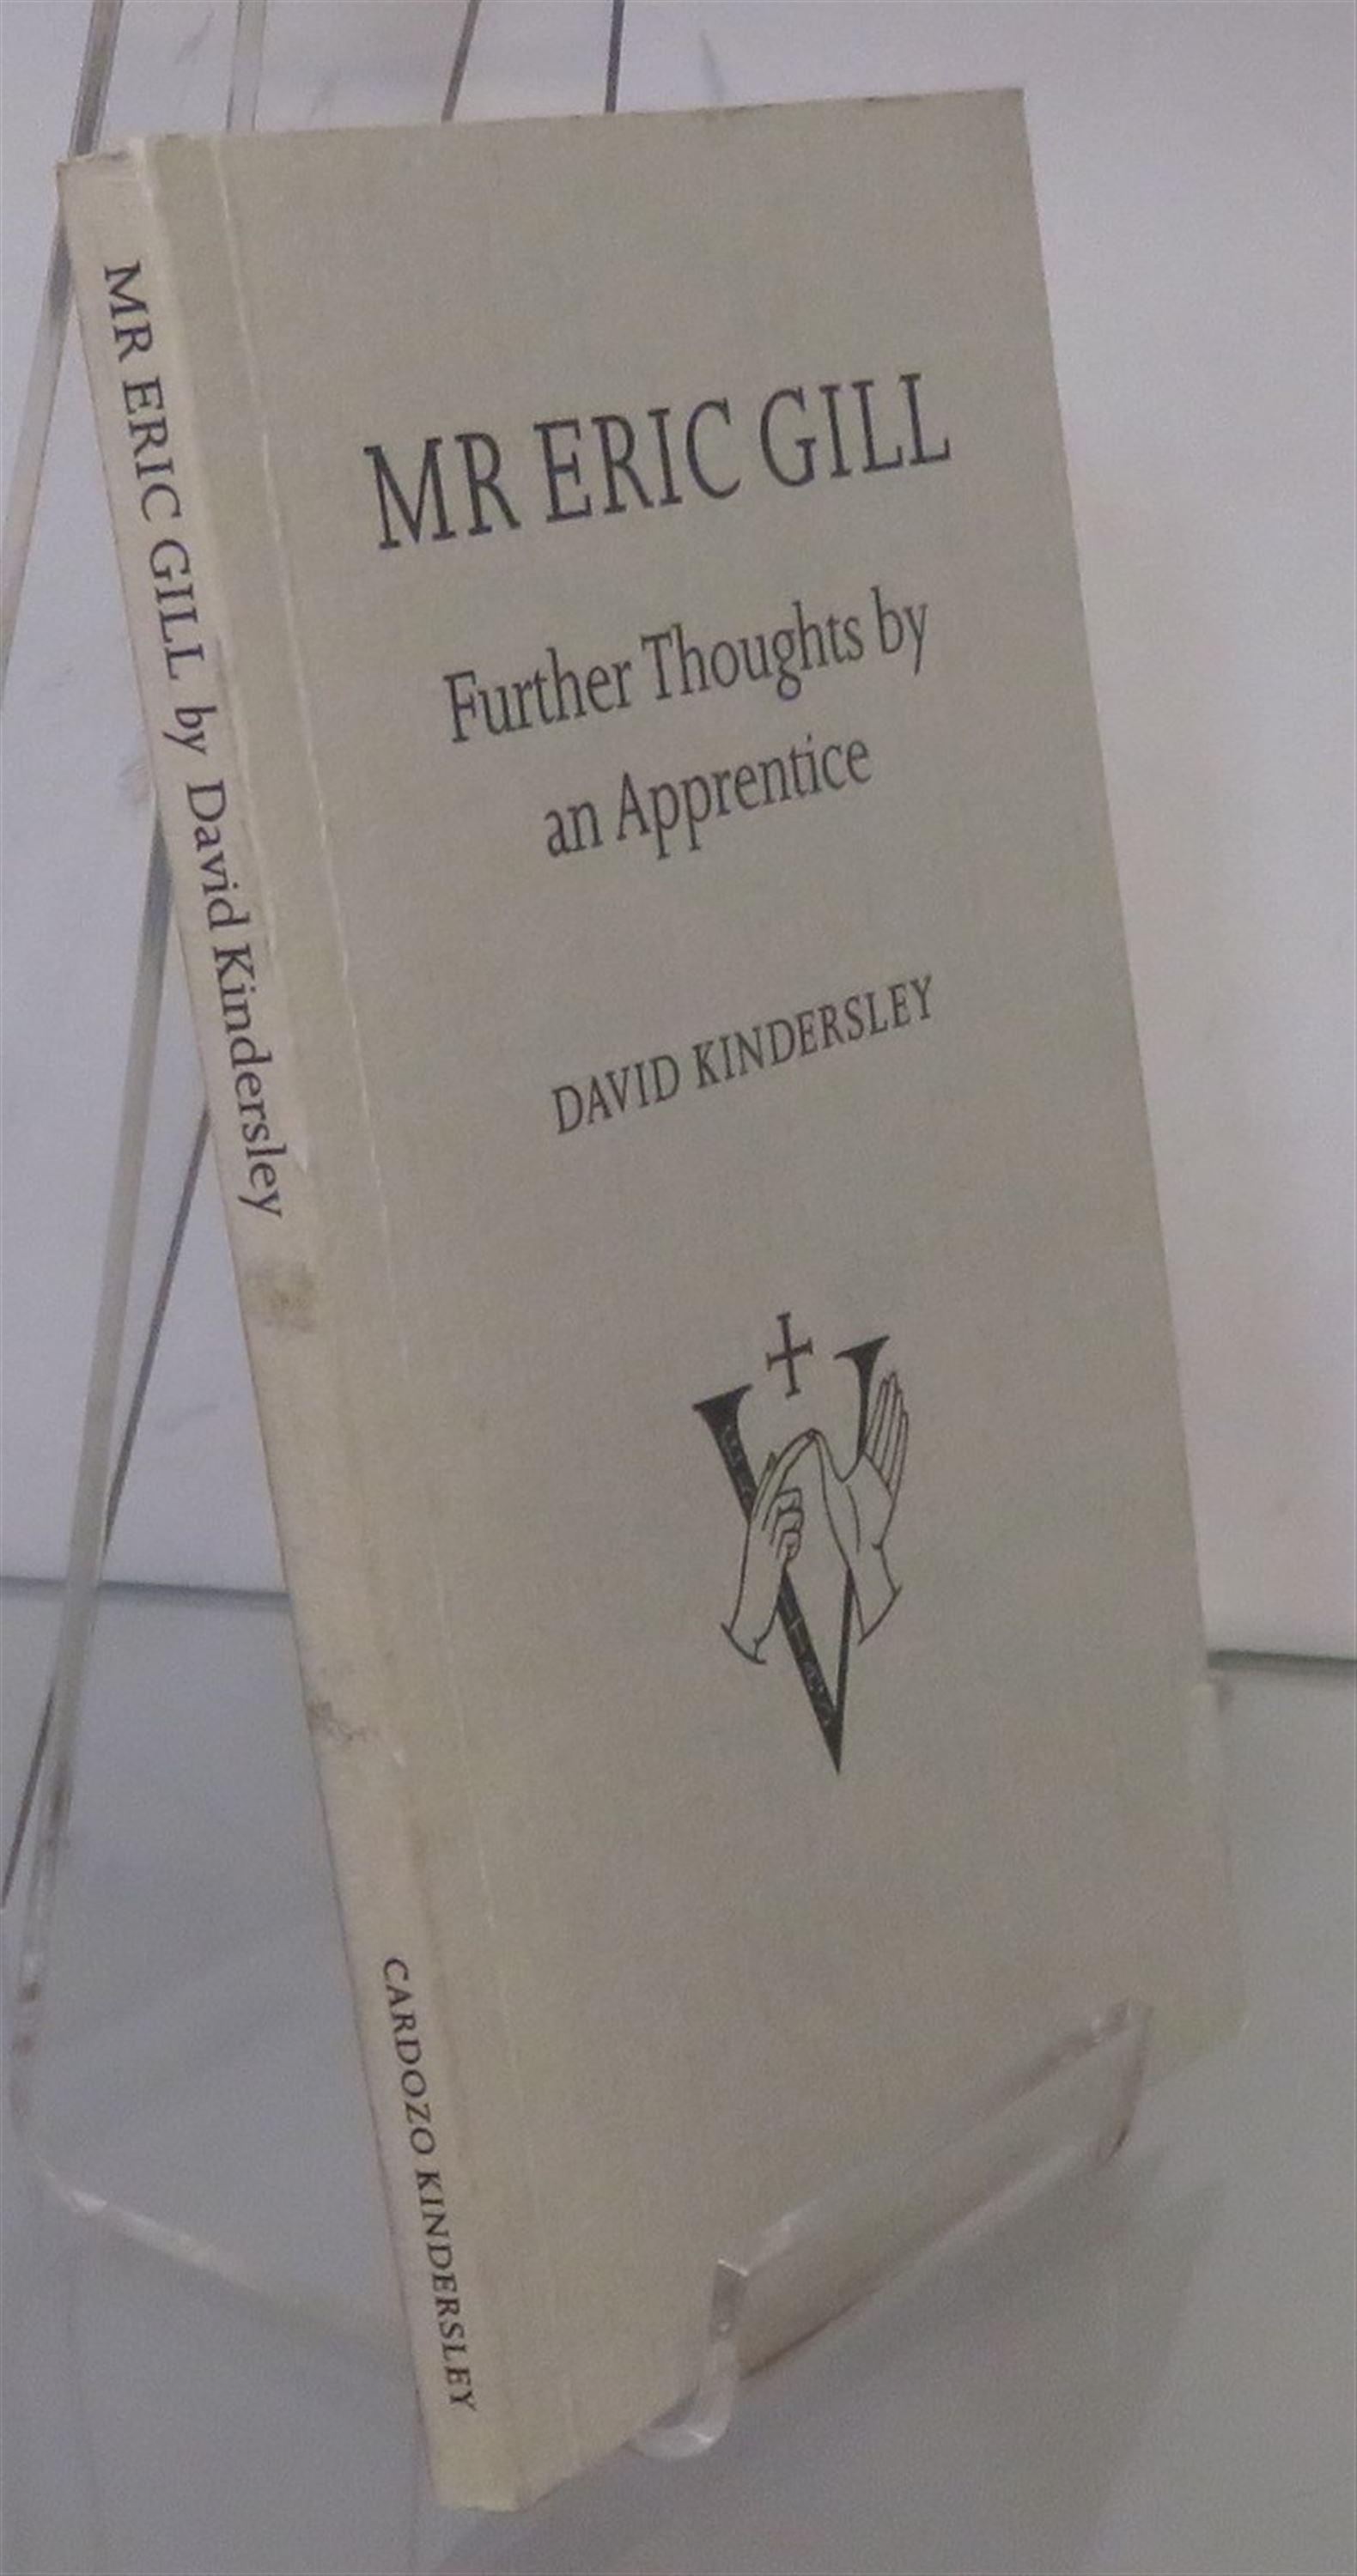 MR ERIC GILL
Further Thoughts by
an Apprentice
DAVID KINDERSLEY
V
MR ERIC GILL by David Kindersley
CARDOZO KINDERSLEY